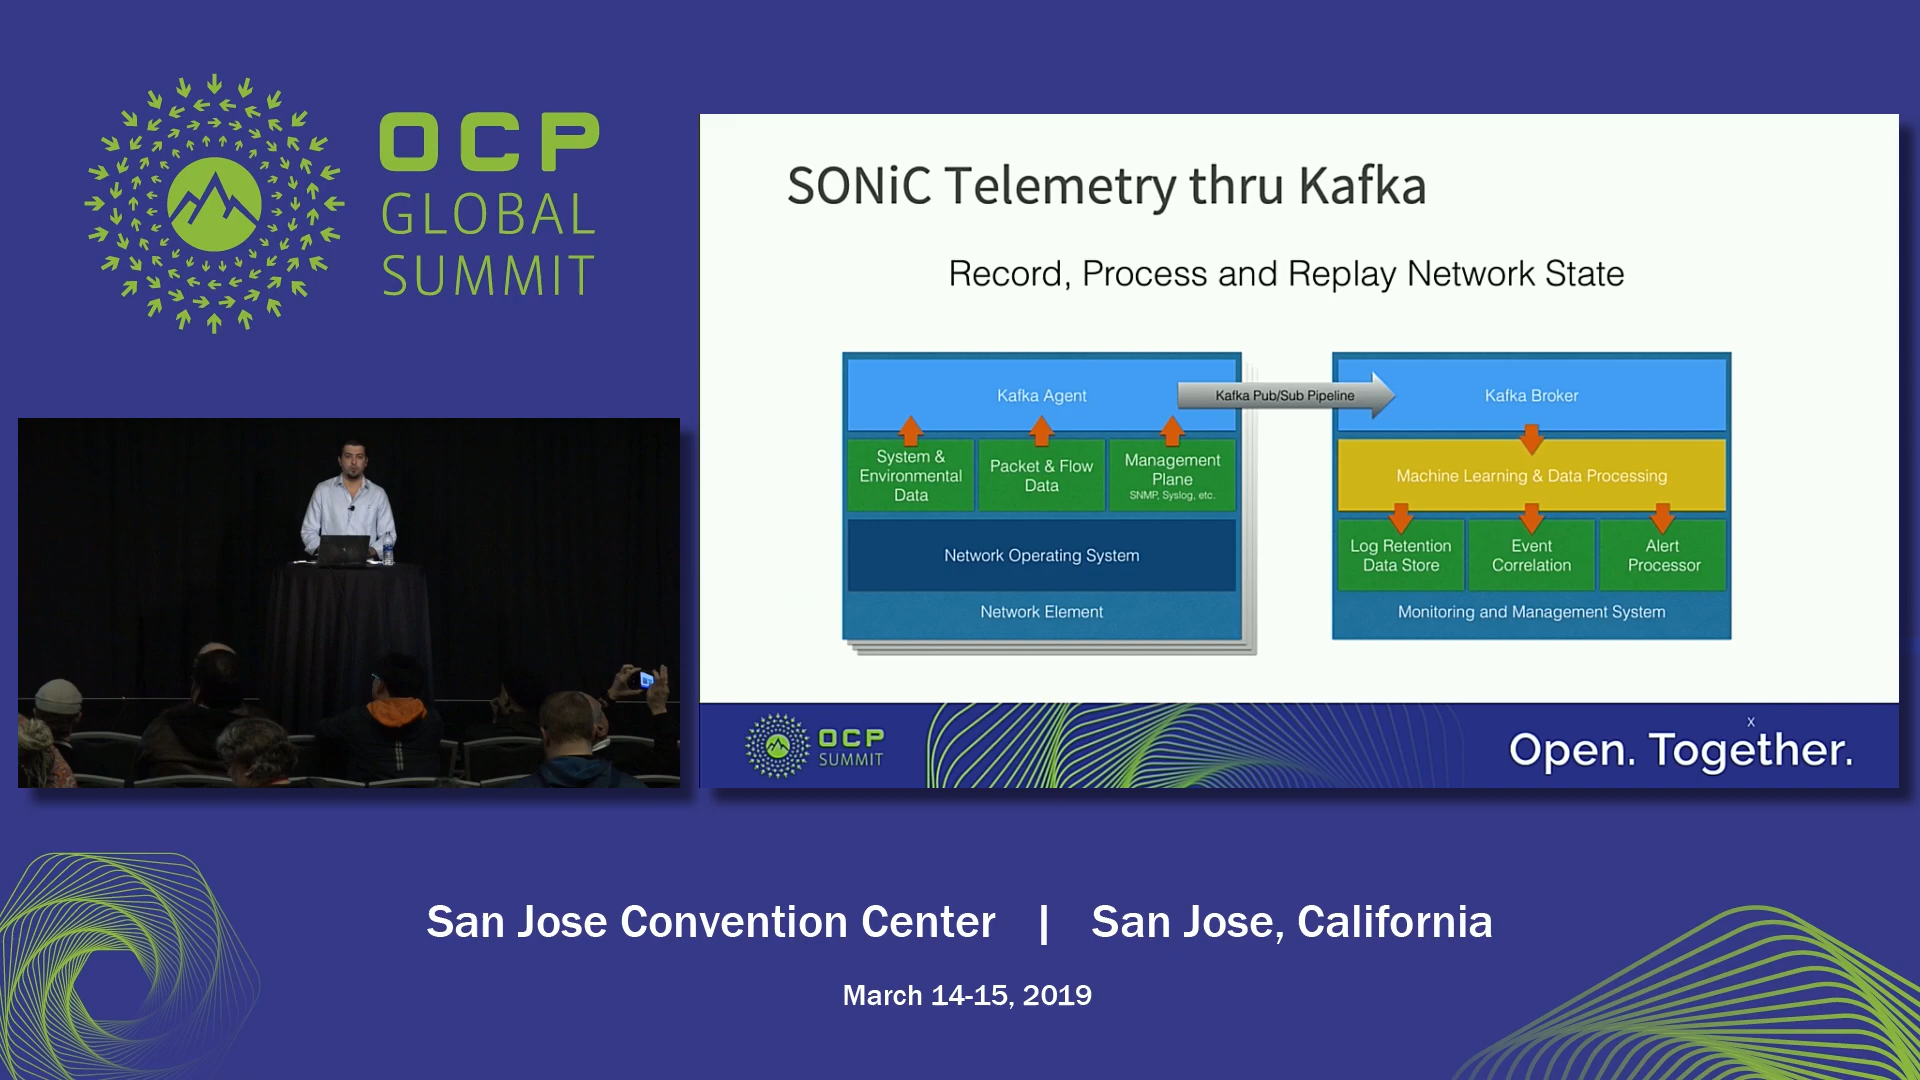 OCP
GLOBAL
SUMMIT
SONiC Telemetry thru Kafka
Record, Process and Replay Network State
Kafka Agent
Kafka Pub/Sub Pipeline
Kafka Broker
System &
Environmental
Data
Packet & Flow
Data
Management
Plane
SNMP, Syslog, etc.
Machine Learning & Data Processing
Network Operating System
Log Retention
Data Store
Event
Correlation
Alert
Processor
Network Element
Monitoring and Management System
OCP
SUMMIT
x
Open. Together.
San Jose Convention Center | San Jose, California
March 14-15, 2019